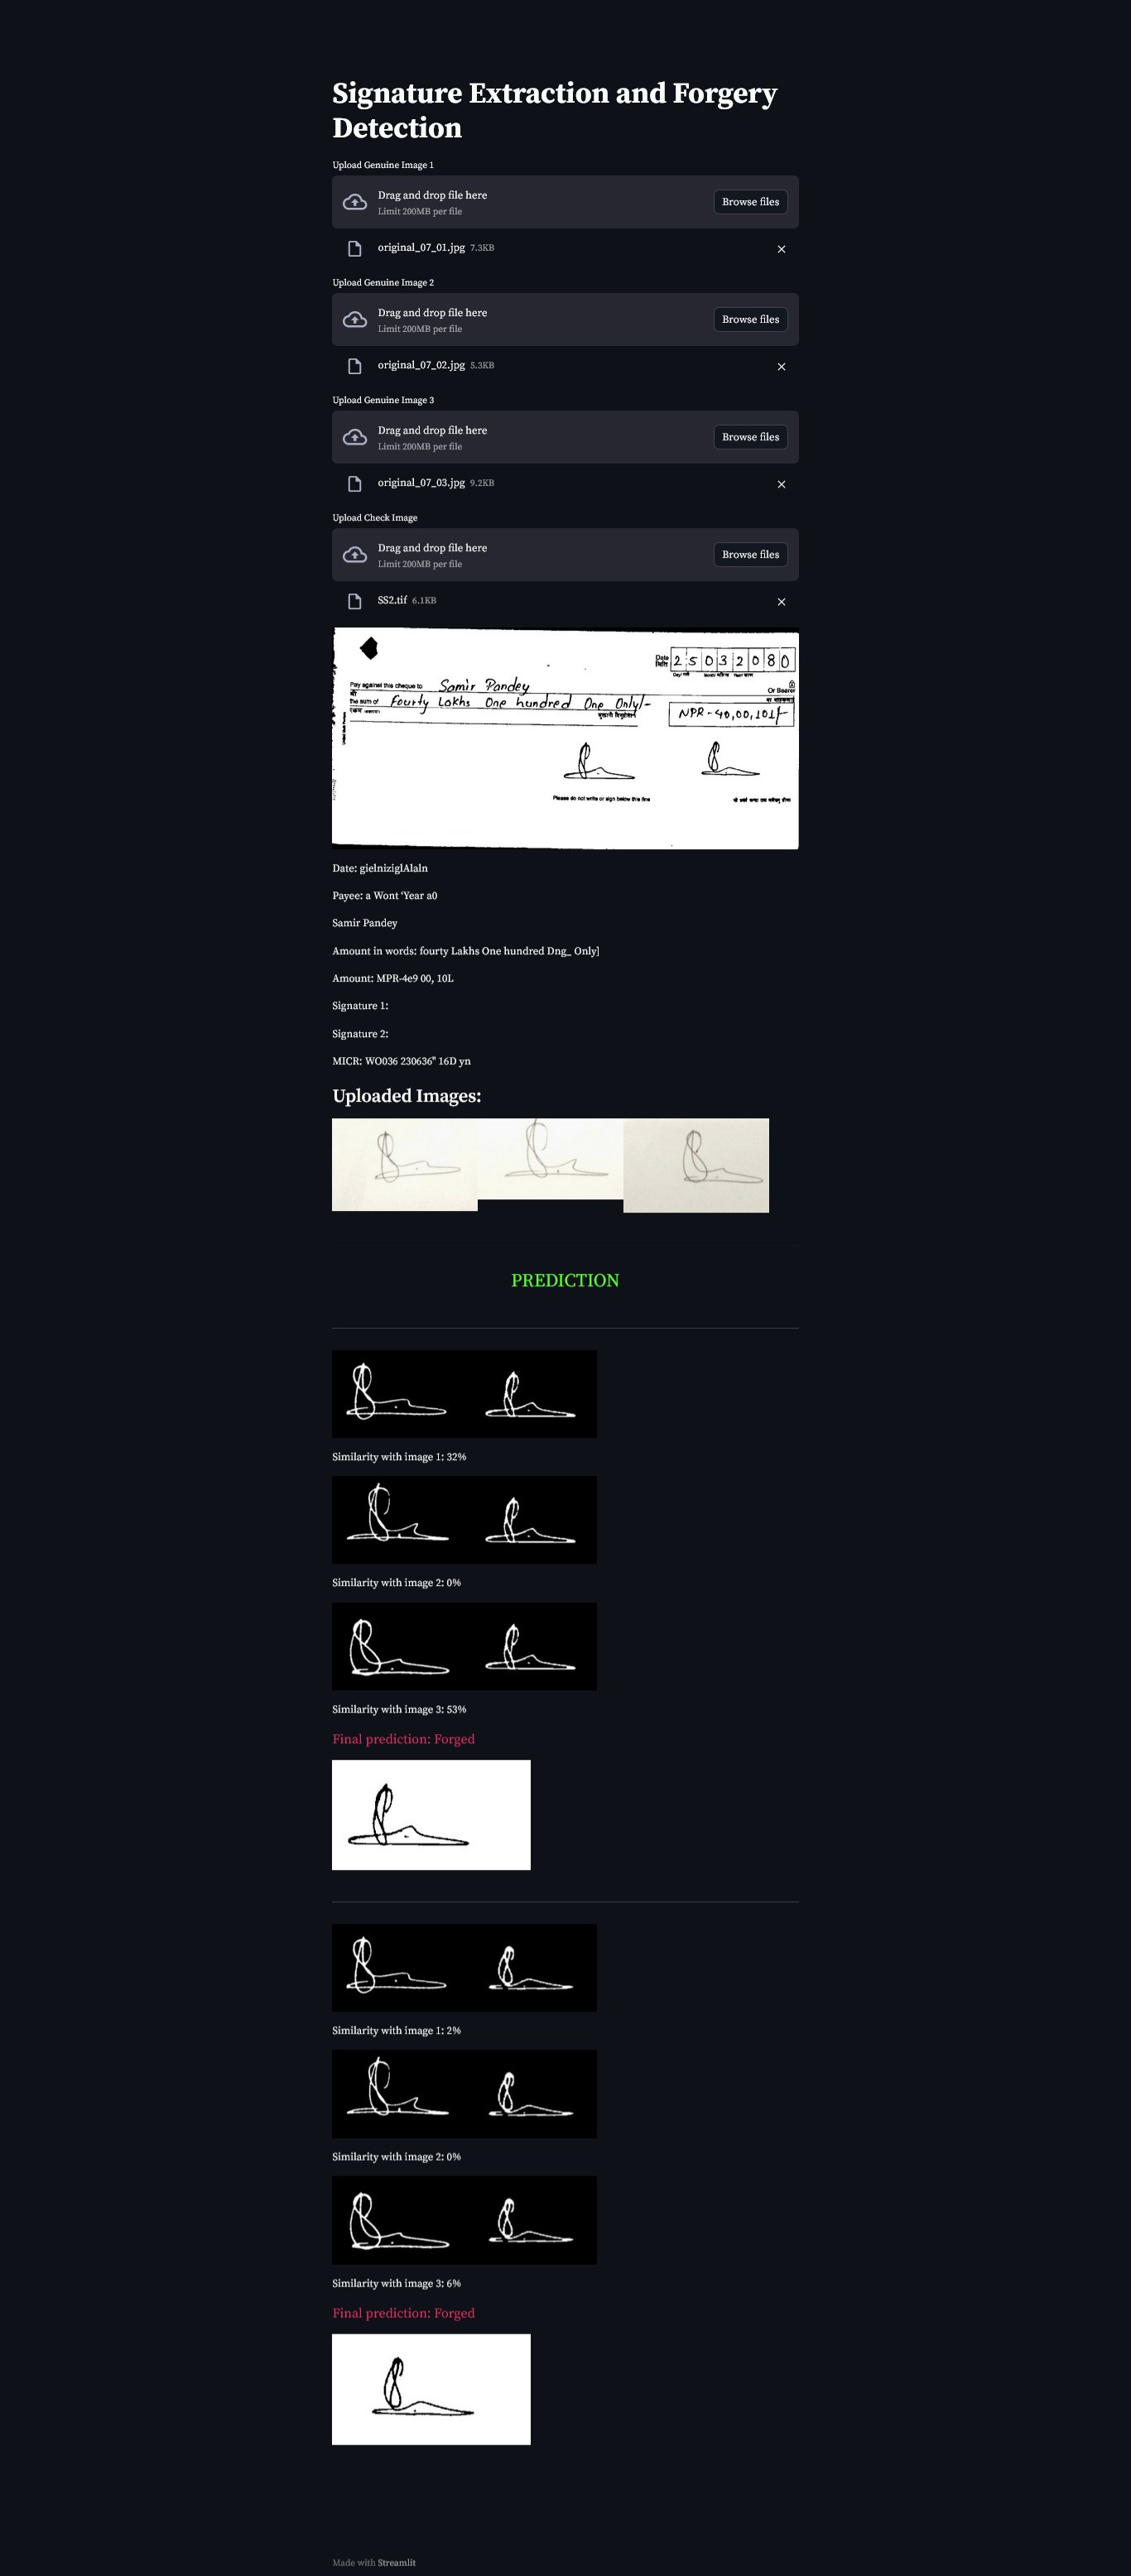 Signature Extraction and Forgery
Detection
Upload Genuine Image 1
Drag and drop file here
Limit 200MB per file
Browse files
original_07_01.jpg 7.3KB
Upload Genuine Image 2
Drag and drop file here
Limit 200MB per file
Browse files
original_07_02.jpg 5.3KB
Upload Genuine Image 3
Drag and drop file here
Limit 200MB per file
Browse files
original_07_03.jpg 9.2KB
Upload Check Image
Drag and drop file here
Limit 200MB per file
Browse files
SS2.tif 6.1KB
Date 2 5 0 3 2 0 8 0
मिति
Pay against this cheque to Samir Pandey
Or Bearer
the sum of Fourty Lakhs One hundred One Only/-
NPR - 40,00,101/-
Please do not write or sign below this line
Date: gielniziglAlaln
Payee: a Wont ‘Year a0
Samir Pandey
Amount in words: fourty Lakhs One hundred Dng_ Only]
Amount: MPR-4e9 00, 10L
Signature 1:
Signature 2:
MICR: WO036 230636" 16D yn
Uploaded Images:
PREDICTION
Similarity with image 1: 32%
Similarity with image 2: 0%
Similarity with image 3: 53%
Final prediction: Forged
Similarity with image 1: 2%
Similarity with image 2: 0%
Similarity with image 3: 6%
Final prediction: Forged
Made with Streamlit